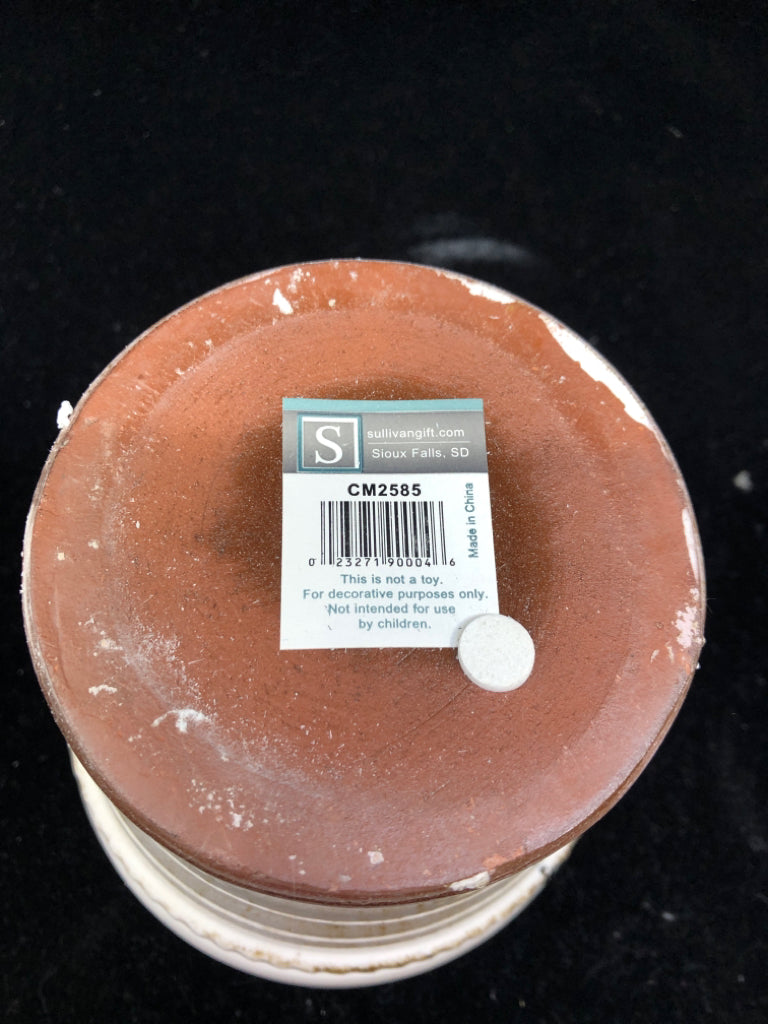 S
sullivangift.com
Sioux Falls, SD
CM2585
Made in China
0 23271 90004 6
This is not a toy.
For decorative purposes only.
Not intended for use
by children.